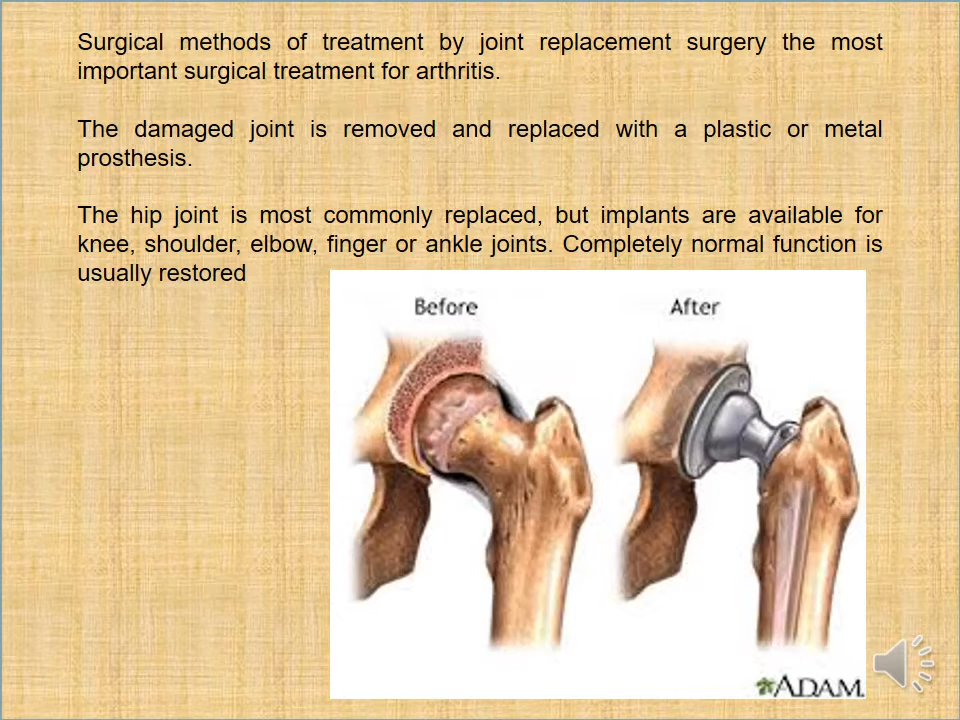 Surgical methods of treatment by joint replacement surgery the most
important surgical treatment for arthritis.
The damaged joint is removed and replaced with a plastic or metal
prosthesis.
The hip joint is most commonly replaced, but implants are available for
knee, shoulder, elbow, finger or ankle joints. Completely normal function is
usually restored
Before
After
ADAM.